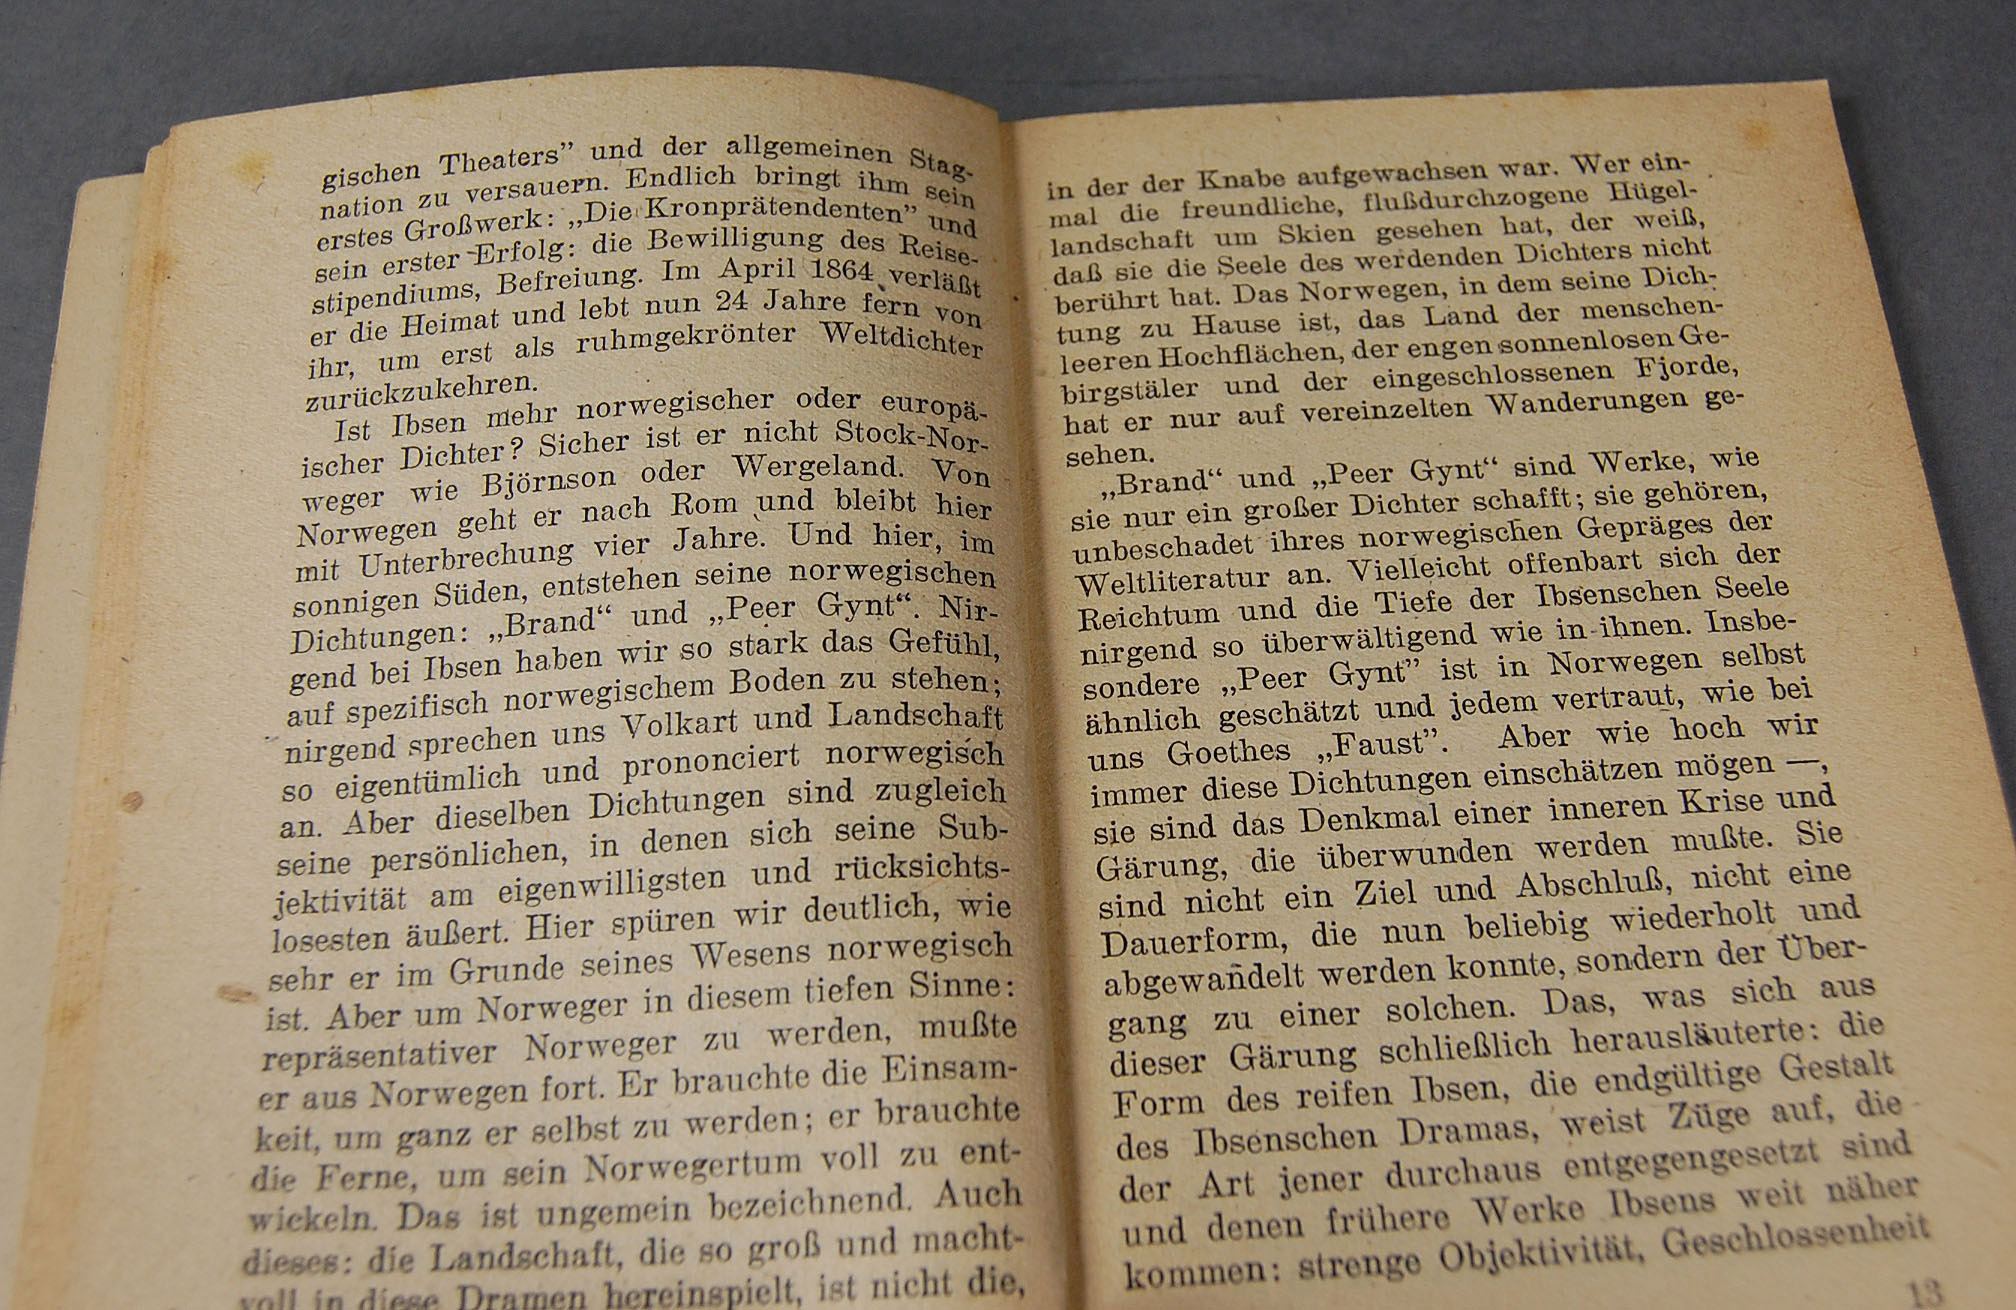 gischen Theaters” und der allgemeinen Stag-
nation zu versauern. Endlich bringt ihm sein
erstes Großwerk: „Die Kronprätendenten” und
sein erster Erfolg: die Bewilligung des Reise-
stipendiums, Befreiung. Im April 1864 verläßt
er die Heimat und lebt nun 24 Jahre fern von
ihr, um erst als ruhmgekrönter Weltdichter
zurückzukehren.
Ist Ibsen mehr norwegischer oder europä-
ischer Dichter? Sicher ist er nicht Stock-Nor-
weger wie Björnson oder Wergeland. Von
Norwegen geht er nach Rom und bleibt hier
mit Unterbrechung vier Jahre. Und hier, im
sonnigen Süden, entstehen seine norwegischen
Dichtungen: „Brand“ und „Peer Gynt“. Nir-
gend bei Ibsen haben wir so stark das Gefühl,
auf spezifisch norwegischem Boden zu stehen;
nirgend sprechen uns Volkart und Landschaft
so eigentümlich und prononciert norwegisch
an. Aber dieselben Dichtungen sind zugleich
seine persönlichen, in denen sich seine Sub-
jektivität am eigenwilligsten und rücksichts-
losesten äußert. Hier spüren wir deutlich, wie
sehr er im Grunde seines Wesens norwegisch
ist. Aber um Norweger in diesem tiefen Sinne:
repräsentativer Norweger zu werden, mußte
er aus Norwegen fort. Er brauchte die Einsam-
keit, um ganz er selbst zu werden; er brauchte
die Ferne, um sein Norwegertum voll zu ent-
wickeln. Das ist ungemein bezeichnend. Auch
dieses: die Landschaft, die so groß und macht-
voll in diese Dramen hereinspielt, ist nicht die,
in der der Knabe aufgewachsen war. Wer ein-
mal die freundliche, flußdurchzogene Hügel-
landschaft um Skien gesehen hat, der weiß,
daß sie die Seele des werdenden Dichters nicht
berührt hat. Das Norwegen, in dem seine Dich-
tung zu Hause ist, das Land der menschen-
leeren Hochflächen, der engen sonnenlosen Ge-
birgstäler und der eingeschlossenen Fjorde,
hat er nur auf vereinzelten Wanderungen ge-
sehen.
„Brand“ und „Peer Gynt“ sind Werke, wie
sie nur ein großer Dichter schafft; sie gehören,
unbeschadet ihres norwegischen Gepräges der
Weltliteratur an. Vielleicht offenbart sich der
Reichtum und die Tiefe der Ibsenschen Seele
nirgend so überwältigend wie in ihnen. Insbe-
sondere „Peer Gynt” ist in Norwegen selbst
ähnlich geschätzt und jedem vertraut, wie bei
uns Goethes „Faust”. Aber wie hoch wir
immer diese Dichtungen einschätzen mögen —,
sie sind das Denkmal einer inneren Krise und
Gärung, die überwunden werden mußte. Sie
sind nicht ein Ziel und Abschluß, nicht eine
Dauerform, die nun beliebig wiederholt und
abgewandelt werden konnte, sondern der Über-
gang zu einer solchen. Das, was sich aus
dieser Gärung schließlich herausläuterte: die
Form des reifen Ibsen, die endgültige Gestalt
des Ibsenschen Dramas, weist Züge auf, die
der Art jener durchaus entgegengesetzt sind
und denen frühere Werke Ibsens weit näher
kommen: strenge Objektivität, Geschlossenheit
13